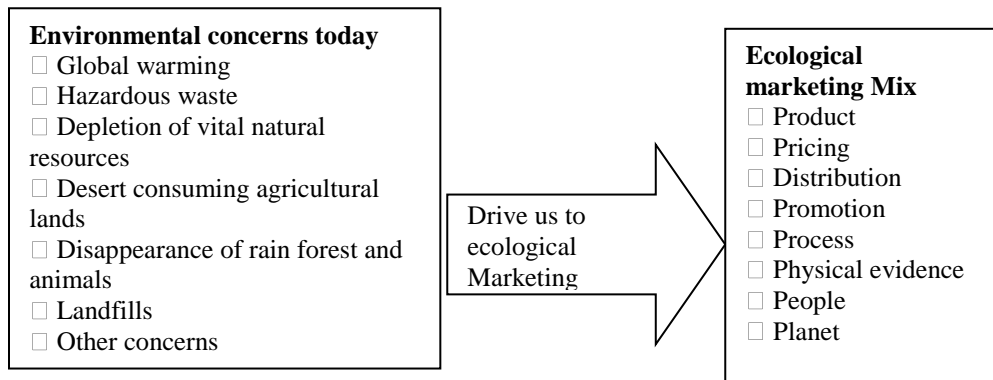 Environmental concerns today
□ Global warming
□ Hazardous waste
□ Depletion of vital natural
resources
□ Desert consuming agricultural
lands
□ Disappearance of rain forest and
animals
□ Landfills
□ Other concerns
Drive us to
ecological
Marketing
Ecological
marketing Mix
□ Product
□ Pricing
□ Distribution
□ Promotion
□ Process
□ Physical evidence
□ People
□ Planet